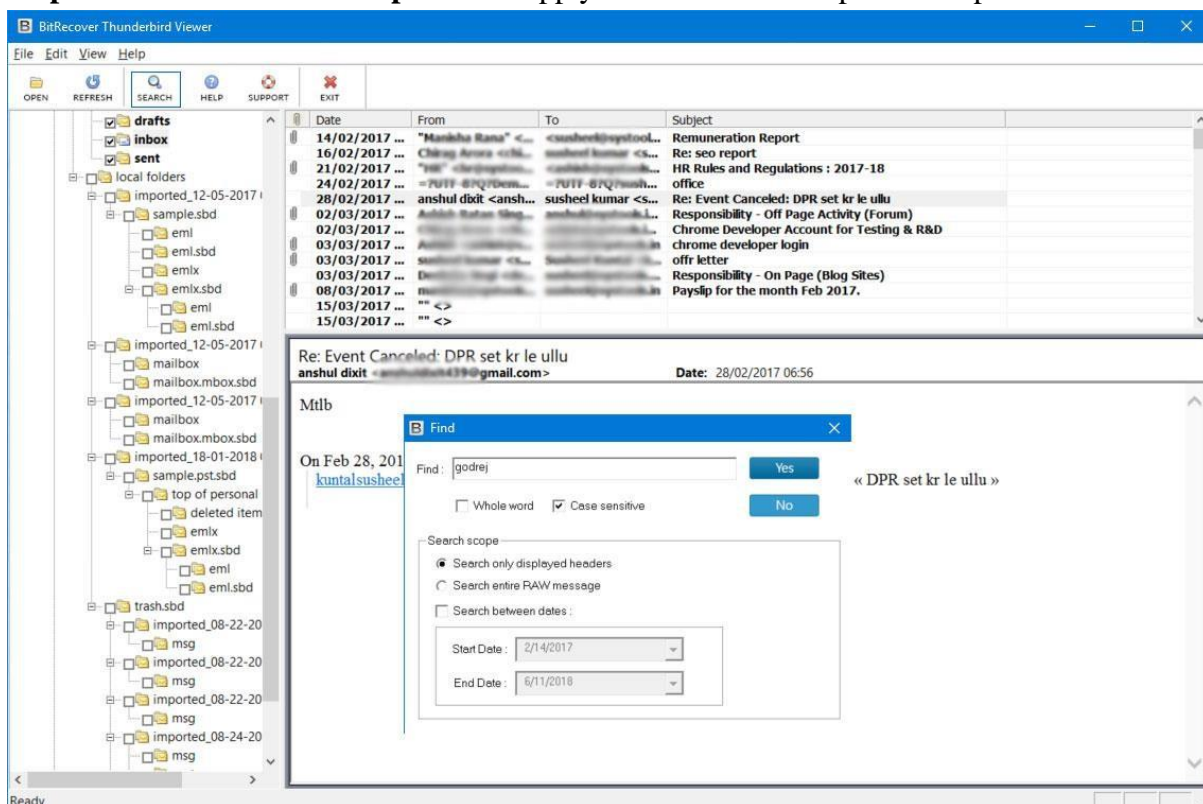 BitRecover Thunderbird Viewer
File Edit View Help
OPEN REFRESH SEARCH HELP SUPPORT EXIT
drafts
inbox
sent
local folders
imported_12-05-2017
sample.sbd
eml
eml.sbd
emlx
emlx.sbd
eml
eml.sbd
imported_12-05-2017
mailbox
mailbox.mbox.sbd
imported_12-05-2017
mailbox
mailbox.mbox.sbd
imported_18-01-2018
sample.pst.sbd
top of personal
deleted item
emlx
emlx.sbd
eml
eml.sbd
trash.sbd
imported_08-22-20
msg
imported_08-22-20
msg
imported_08-22-20
msg
imported_08-24-20
msg
Date From To Subject
14/02/2017 ... Remuneration Report
16/02/2017 ... Re: seo report
21/02/2017 ... HR Rules and Regulations : 2017-18
24/02/2017 ... office
28/02/2017 ... anshul dixit <ansh... susheel kumar <s... Re: Event Canceled: DPR set kr le ullu
02/03/2017 ... Responsibility - Off Page Activity (Forum)
02/03/2017 ... Chrome Developer Account for Testing & R&D
03/03/2017 ... chrome developer login
03/03/2017 ... offr letter
03/03/2017 ... Responsibility - On Page (Blog Sites)
08/03/2017 ... Payslip for the month Feb 2017.
15/03/2017 ... "" <>
15/03/2017 ... "" <>
Re: Event Canceled: DPR set kr le ullu
anshul dixit gmail.com> Date: 28/02/2017 06:56
Mtlb
On Feb 28, 201
kuntalsusheel « DPR set kr le ullu »
Find
Find : godrej Yes
Whole word Case sensitive No
Search scope
Search only displayed headers
Search entire RAW message
Search between dates :
Start Date : 2/14/2017
End Date : 6/11/2018
Ready